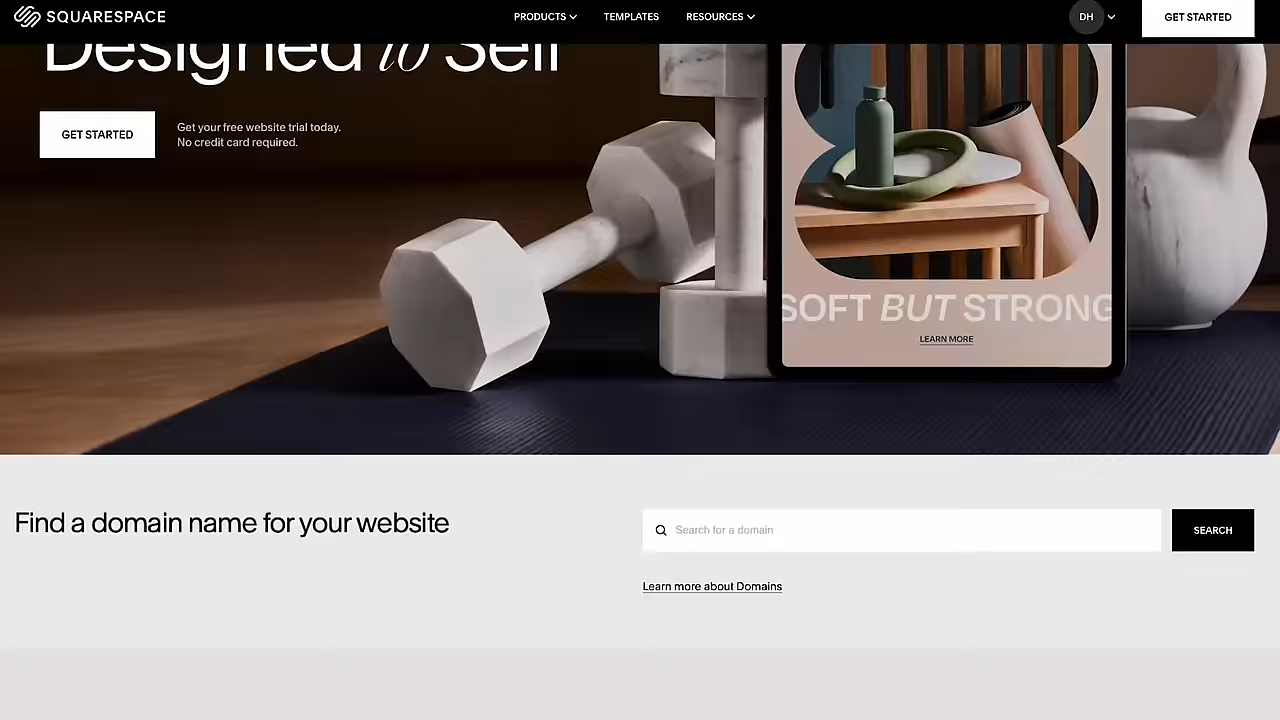 SQUARESPACE
PRODUCTS
TEMPLATES
RESOURCES
DH
GET STARTED
Designed to Sell
GET STARTED
Get your free website trial today.
No credit card required.
SOFT BUT STRONG
LEARN MORE
Find a domain name for your website
Search for a domain
SEARCH
Learn more about Domains